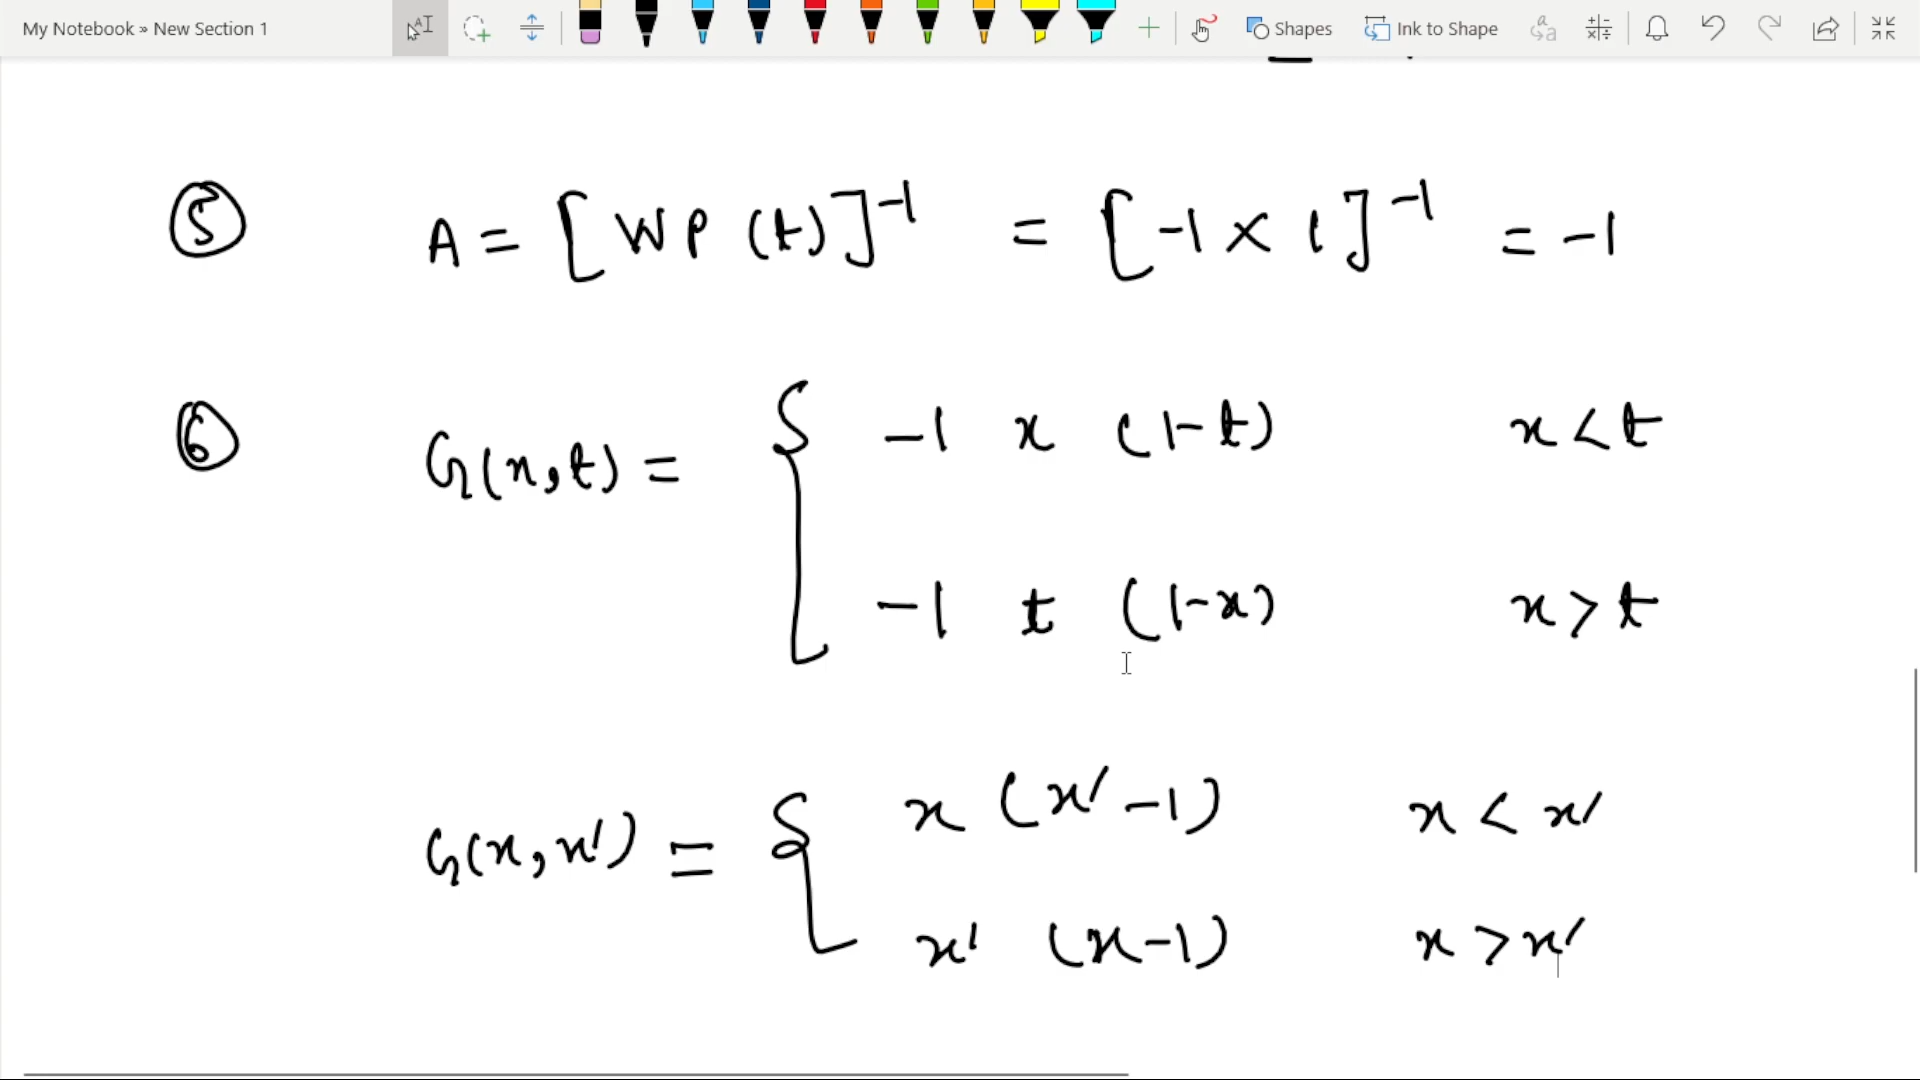 My Notebook » New Section 1 Shapes Ink to Shape
⑤ A = [WP(t)]⁻¹ = [-1 × 1]⁻¹ = -1
⑥ G(x,t) = { -1 x (1-t) x < t
-1 t (1-x) x > t
G(x,x') = { x (x'-1) x < x'
x' (x-1) x > x'